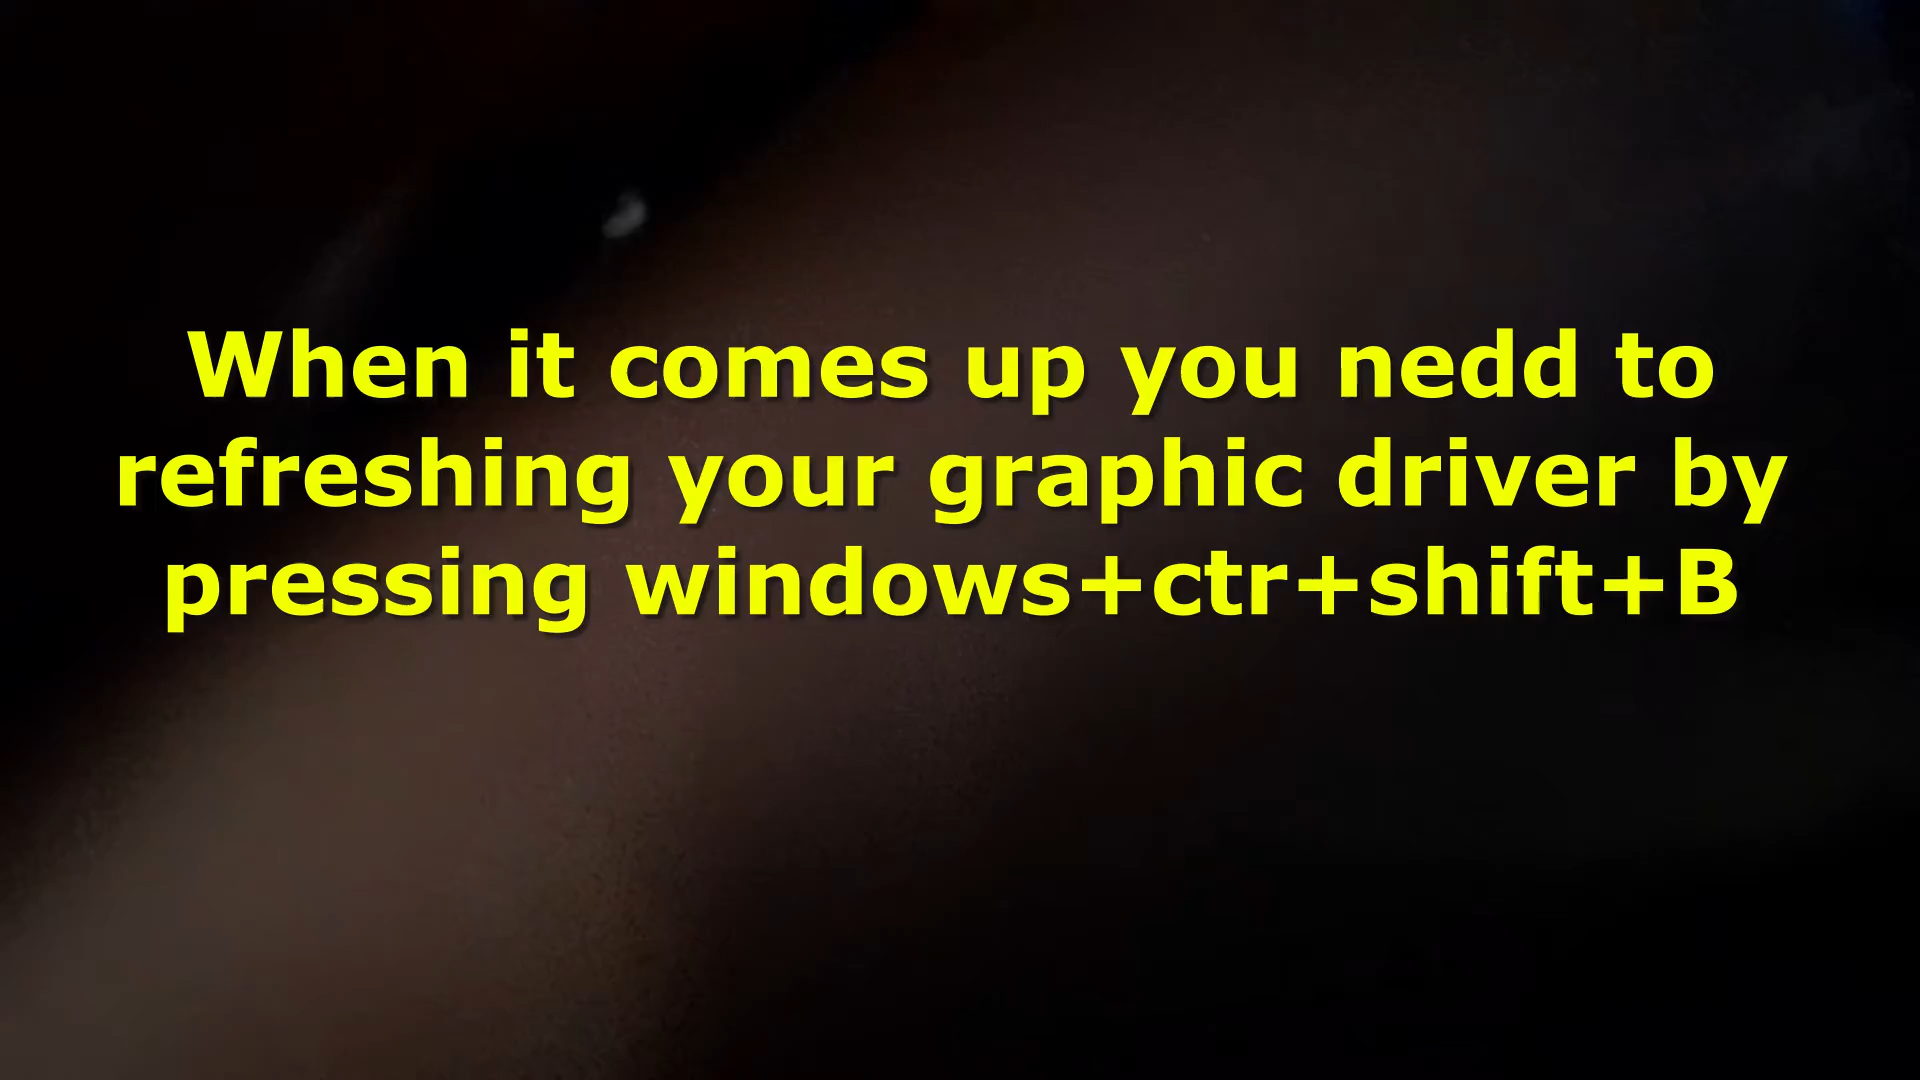 When it comes up you nedd to
refreshing your graphic driver by
pressing windows+ctr+shift+B